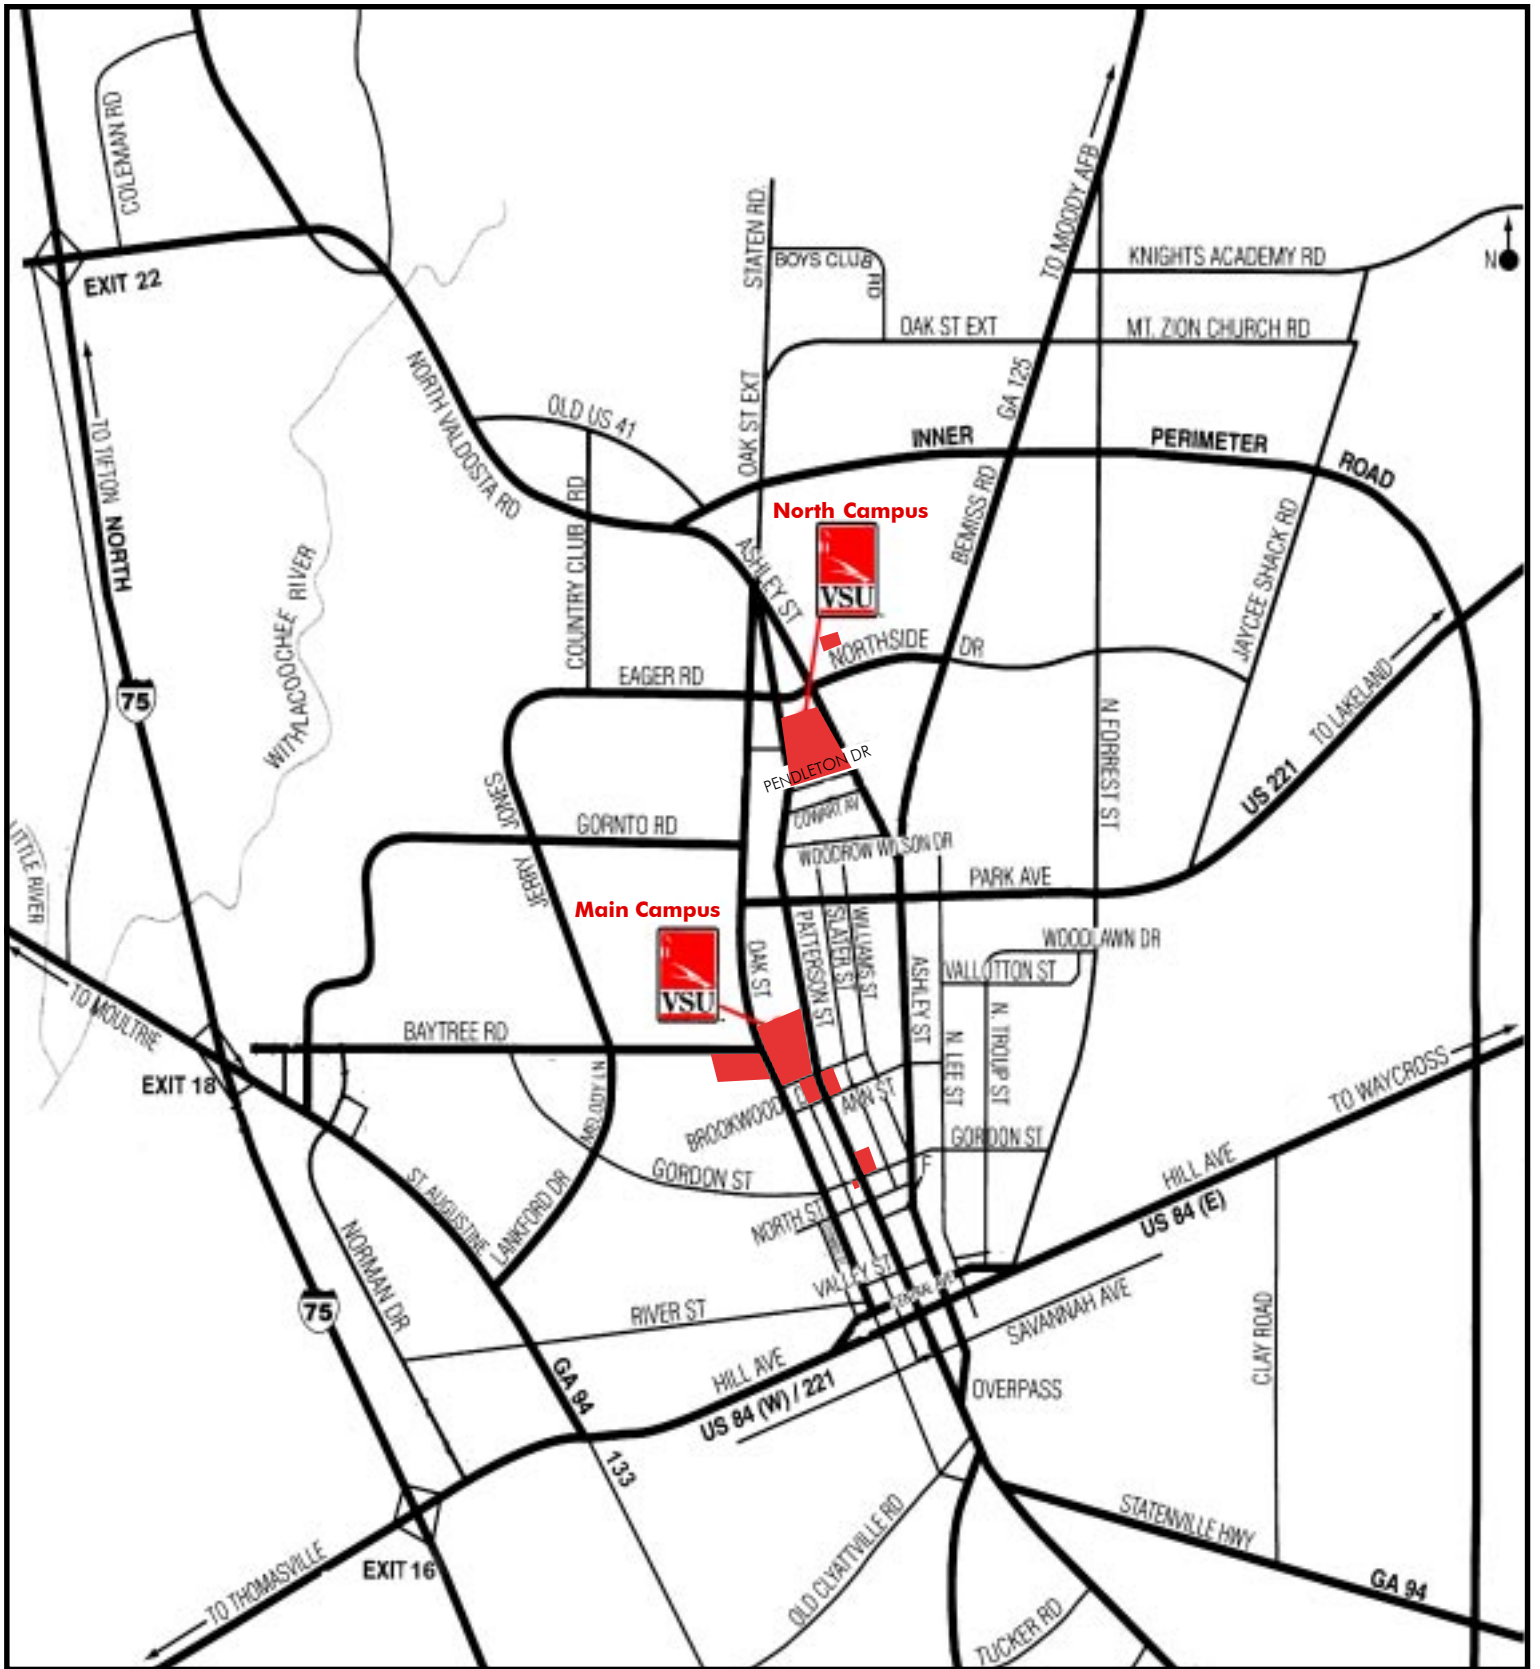 COLEMAN RD
EXIT 22
STATEN RD.
BOYS CLUB
RD
TO MOODY AFB
KNIGHTS ACADEMY RD
N
OAK ST EXT
MT. ZION CHURCH RD
GA 125
NORTH VALDOSTA RD
OLD US 41
OAK ST EXT
INNER
PERIMETER
ROAD
TO TIFTON
NORTH
COUNTRY CLUB RD
North Campus
VSU
ASHLEY ST
BEMISS RD
JAYCEE SHACK RD
WITHLACOOCHEE RIVER
NORTHSIDE DR
EAGER RD
75
N FORREST ST
TO LAKELAND
US 221
PENDLETON DR
COWART AV
WOODROW WILSON DR
JERRY JONES
GORNTO RD
PARK AVE
LITTLE RIVER
Main Campus
VSU
OAK ST
PATTERSON ST
SLATER ST
WILLIAMS ST
ASHLEY ST
WOODLAWN DR
VALLOTTON ST
N. TROUP ST
N LEE ST
TO MOULTRIE
BAYTREE RD
EXIT 18
MELODY LN
BROOKWOOD
ANN ST
TO WAYCROSS
GORDON ST
GORDON ST
ST. AUGUSTINE
LANKFORD DR
NORTH ST
HILL AVE
US 84 (E)
NORMAN DR
VALLEY ST
CENTRAL AVE
75
RIVER ST
SAVANNAH AVE
CLAY ROAD
HILL AVE
US 84 (W) / 221
GA 94
OVERPASS
133
OLD CLYATTVILLE RD
STATENVILLE HWY
GA 94
EXIT 16
TO THOMASVILLE
TUCKER RD